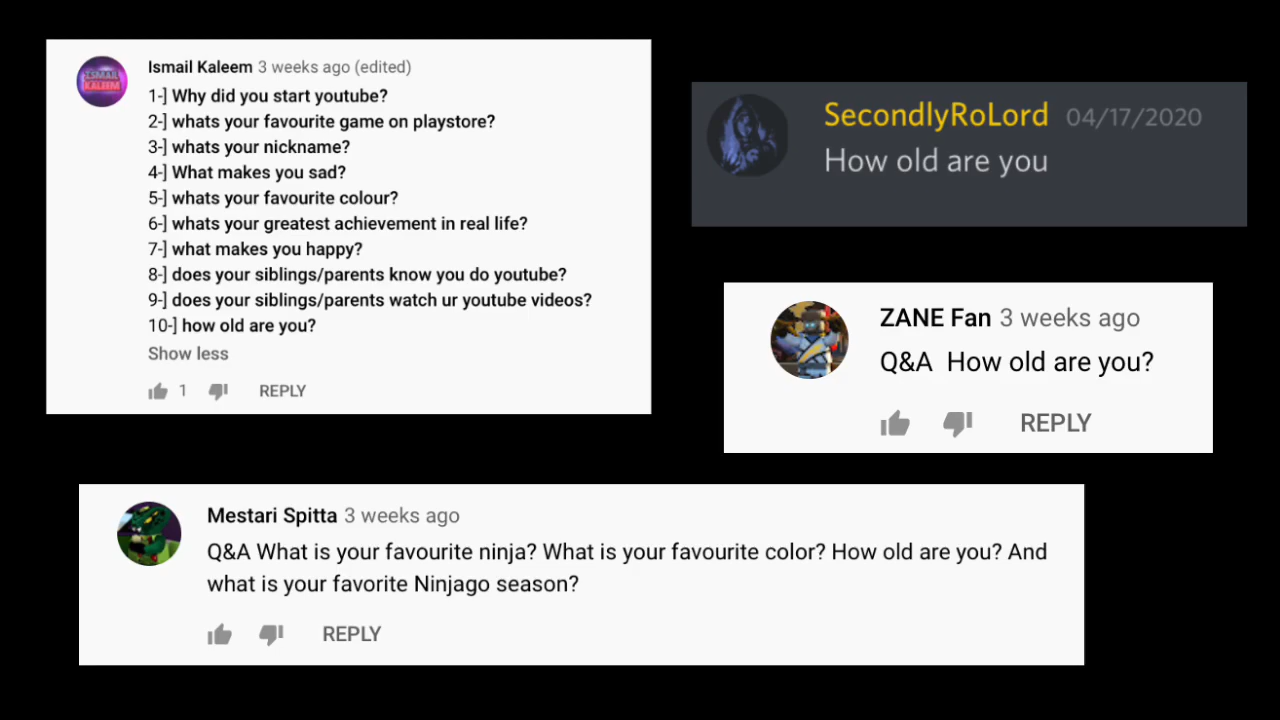 Ismail Kaleem 3 weeks ago (edited)
ISMAIL
KALEEM
1-] Why did you start youtube?
2-] whats your favourite game on playstore?
3-] whats your nickname?
4-] What makes you sad?
5-] whats your favourite colour?
6-] whats your greatest achievement in real life?
7-] what makes you happy?
8-] does your siblings/parents know you do youtube?
9-] does your siblings/parents watch ur youtube videos?
10-] how old are you?
Show less
1 REPLY
SecondlyRoLord 04/17/2020
How old are you
ZANE Fan 3 weeks ago
Q&A How old are you?
REPLY
Mestari Spitta 3 weeks ago
Q&A What is your favourite ninja? What is your favourite color? How old are you? And
what is your favorite Ninjago season?
REPLY